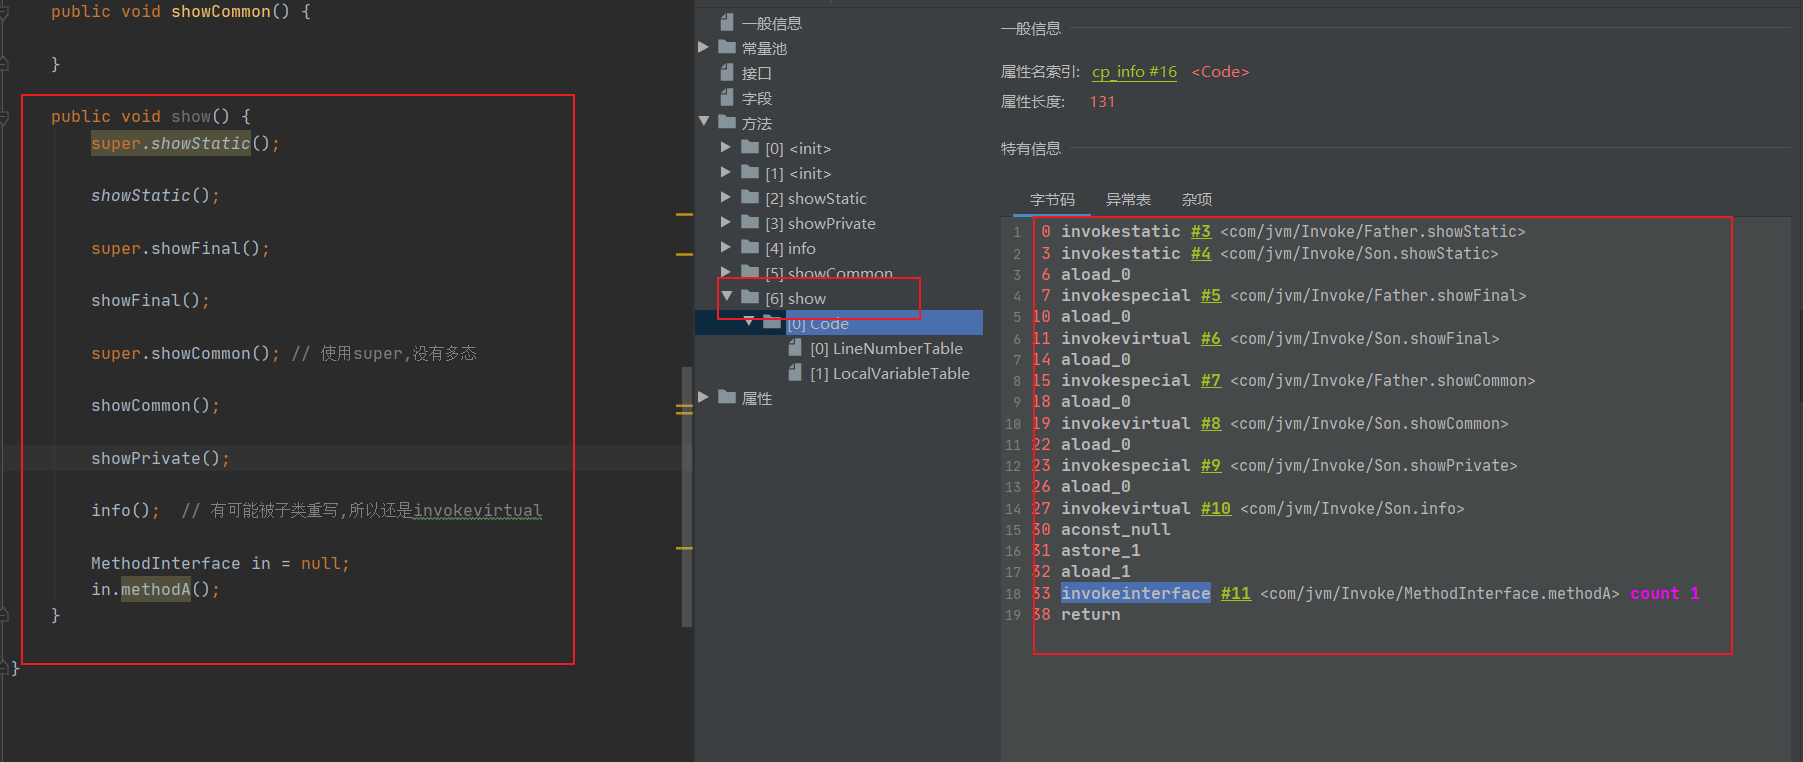 public void showCommon() {
}
public void show() {
super.showStatic();
showStatic();
super.showFinal();
showFinal();
super.showCommon(); // 使用super,没有多态
showCommon();
showPrivate();
info();  // 有可能被子类重写,所以还是invokevirtual
MethodInterface in = null;
in.methodA();
}
}
一般信息
常量池
接口
字段
方法
[0] <init>
[1] <init>
[2] showStatic
[3] showPrivate
[4] info
[5] showCommon
[6] show
[0] Code
[0] LineNumberTable
[1] LocalVariableTable
属性
一般信息
属性名索引: cp_info #16 <Code>
属性长度: 131
特有信息
字节码 异常表 杂项
1 0 invokestatic #3 <com/jvm/Invoke/Father.showStatic>
2 3 invokestatic #4 <com/jvm/Invoke/Son.showStatic>
3 6 aload_0
4 7 invokespecial #5 <com/jvm/Invoke/Father.showFinal>
5 10 aload_0
6 11 invokevirtual #6 <com/jvm/Invoke/Son.showFinal>
7 14 aload_0
8 15 invokespecial #7 <com/jvm/Invoke/Father.showCommon>
9 18 aload_0
10 19 invokevirtual #8 <com/jvm/Invoke/Son.showCommon>
11 22 aload_0
12 23 invokespecial #9 <com/jvm/Invoke/Son.showPrivate>
13 26 aload_0
14 27 invokevirtual #10 <com/jvm/Invoke/Son.info>
15 30 aconst_null
16 31 astore_1
17 32 aload_1
18 33 invokeinterface #11 <com/jvm/Invoke/MethodInterface.methodA> count 1
19 38 return